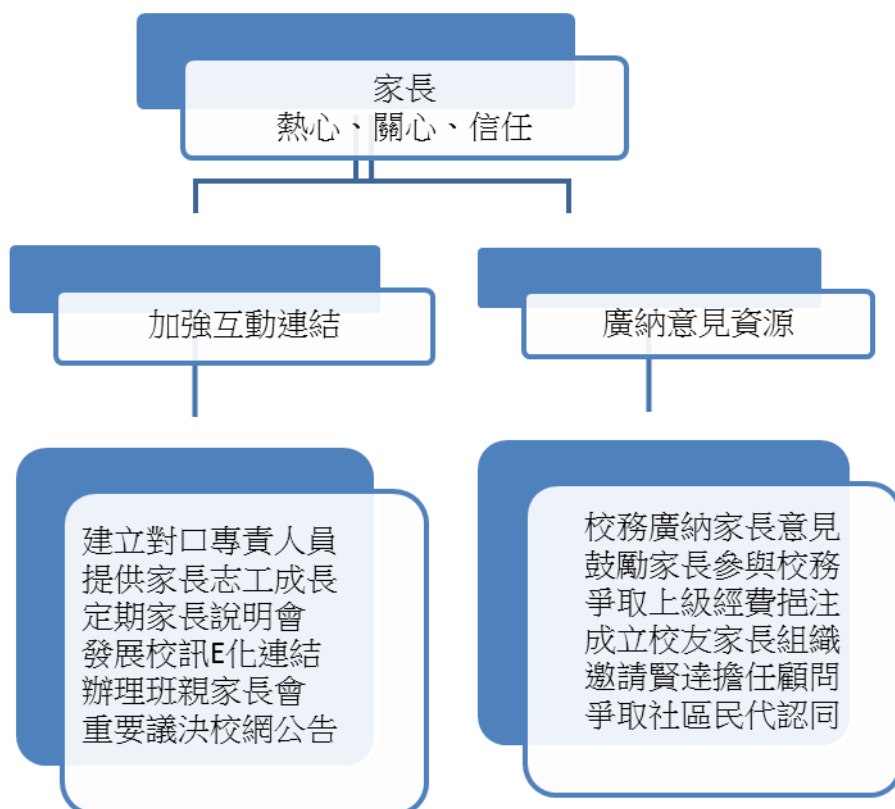 家長
熱心、關心、信任
加強互動連結
廣納意見資源
建立對口專責人員
提供家長志工成長
定期家長說明會
發展校訊E化連結
辦理班親家長會
重要議決校網公告
校務廣納家長意見
鼓勵家長參與校務
爭取上級經費挹注
成立校友家長組織
邀請賢達擔任顧問
爭取社區民代認同